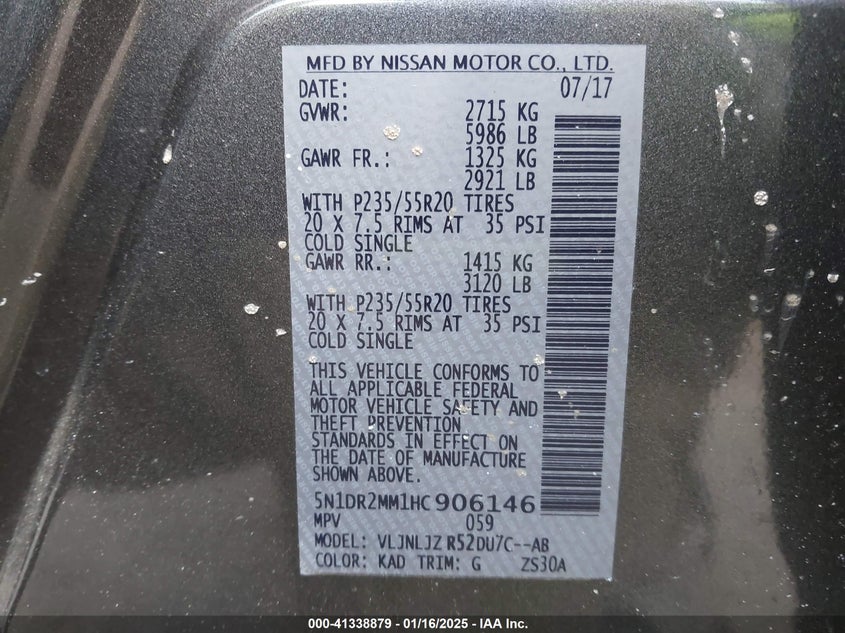 MFD BY NISSAN MOTOR CO., LTD.
DATE: 07/17
GVWR: 2715 KG
5986 LB
GAWR FR.: 1325 KG
2921 LB
WITH P235/55R20 TIRES
20 X 7.5 RIMS AT 35 PSI
COLD SINGLE
GAWR RR.: 1415 KG
3120 LB
WITH P235/55R20 TIRES
20 X 7.5 RIMS AT 35 PSI
COLD SINGLE
THIS VEHICLE CONFORMS TO
ALL APPLICABLE FEDERAL
MOTOR VEHICLE SAFETY AND
THEFT PREVENTION
STANDARDS IN EFFECT ON
THE DATE OF MANUFACTURE
SHOWN ABOVE.
5N1DR2MM1HC906146
MPV 059
MODEL: VLJNLJZ R52DU7C--AB
COLOR: KAD TRIM: G ZS30A
000-41338879 / 01/16/2025 - IAA Inc.